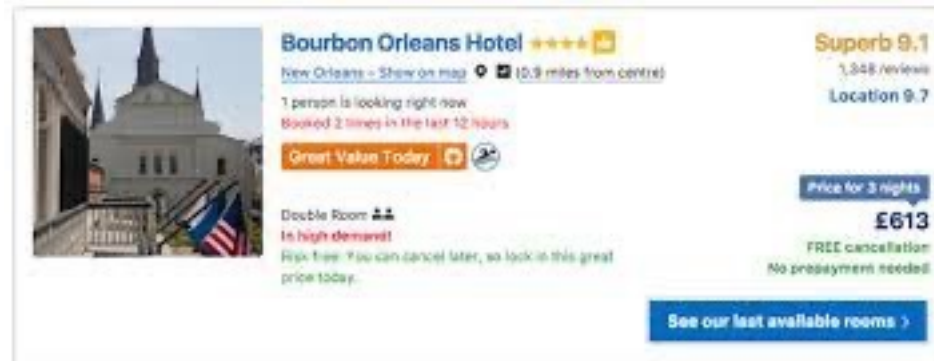 Bourbon Orleans Hotel
New Orleans – Show on map (0.9 miles from centre)
1 person is looking right now
Booked 2 times in the last 12 hours
Great Value Today
Double Room
In high demand!
Risk free: You can cancel later, so lock in this great
price today.
Superb 9.1
1,348 reviews
Location 9.7
Price for 3 nights
£613
FREE cancellation
No prepayment needed
See our last available rooms >